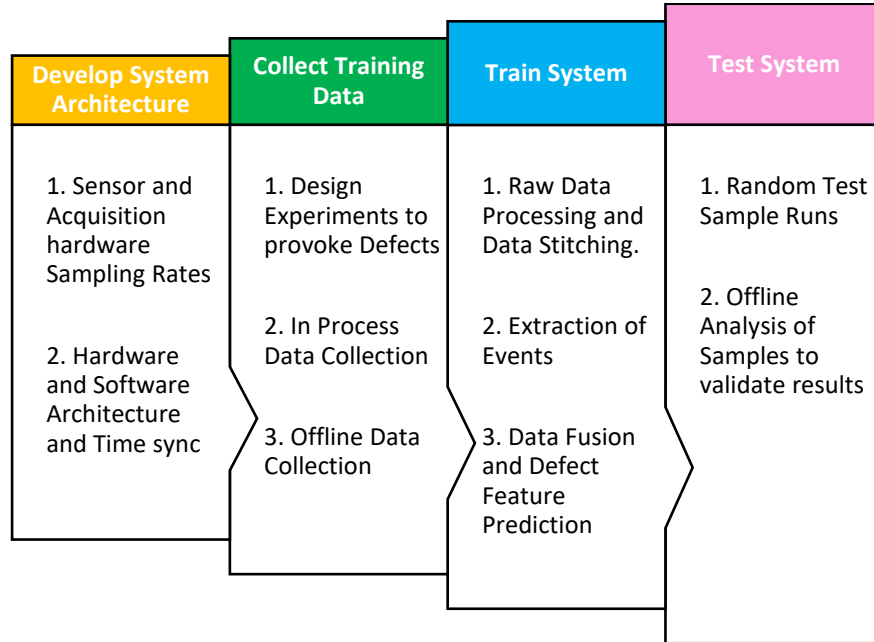 Develop System
Architecture
1. Sensor and
Acquisition
hardware
Sampling Rates
2. Hardware
and Software
Architecture
and Time sync
Collect Training
Data
1. Design
Experiments to
provoke Defects
2. In Process
Data Collection
3. Offline Data
Collection
Train System
1. Raw Data
Processing and
Data Stitching.
2. Extraction of
Events
3. Data Fusion
and Defect
Feature
Prediction
Test System
1. Random Test
Sample Runs
2. Offline
Analysis of
Samples to
validate results